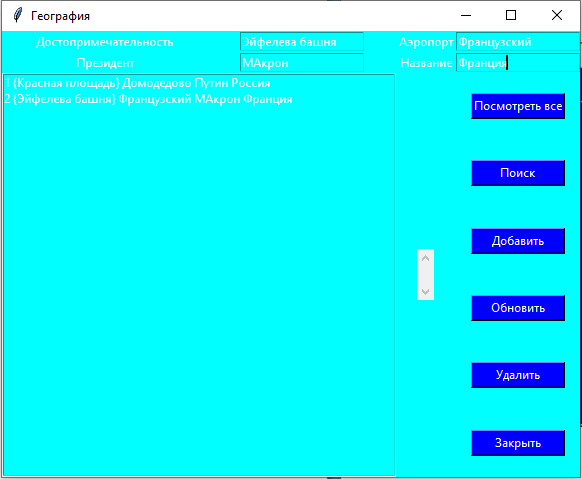 География
Достопримечательность Эйфелева башня Аэропорт Французский
Президент МАкрон Название Франция
1 {Красная площадь} Домодедово Путин Россия
2 {Эйфелева башня} Французский МАкрон Франция
Посмотреть все
Поиск
Добавить
Обновить
Удалить
Закрыть